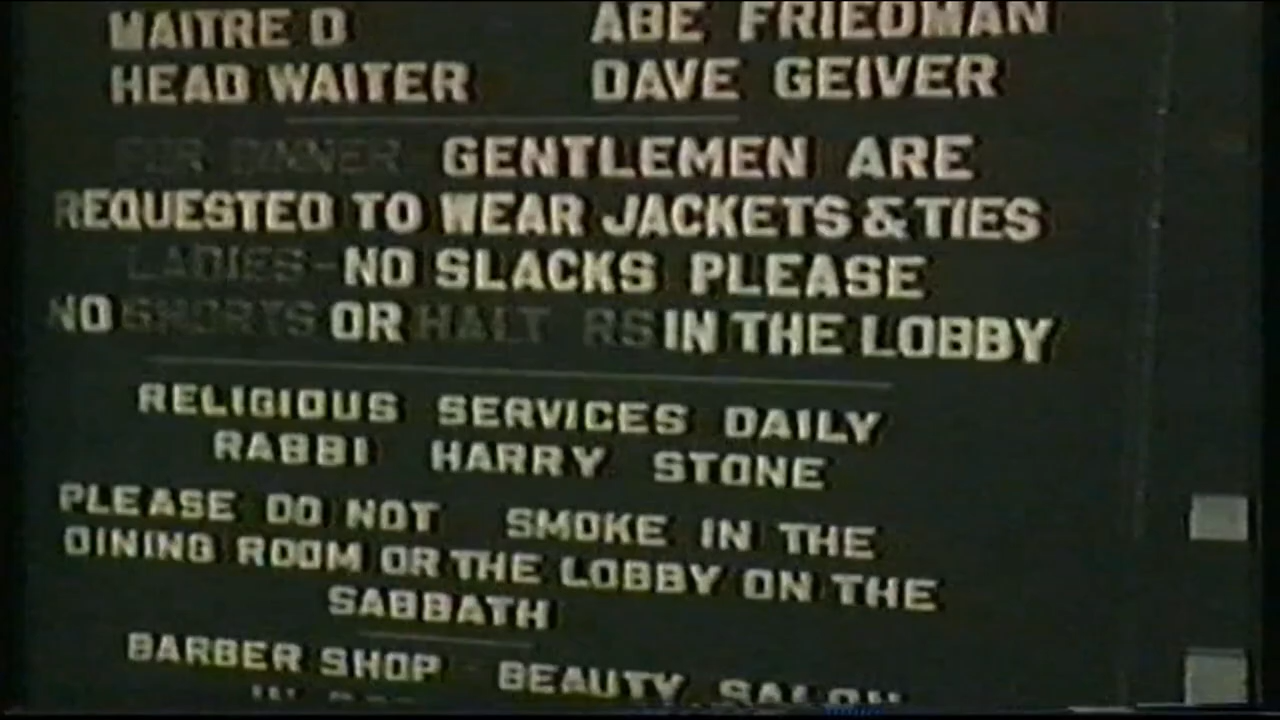 MAITRE D ABE FRIEDMAN
HEAD WAITER DAVE GEIVER
FOR DINNER GENTLEMEN ARE
REQUESTED TO WEAR JACKETS & TIES
LADIES - NO SLACKS PLEASE
NO SHORTS OR HALT RS IN THE LOBBY
RELIGIOUS SERVICES DAILY
RABBI HARRY STONE
PLEASE DO NOT SMOKE IN THE
DINING ROOM OR THE LOBBY ON THE
SABBATH
BARBER SHOP - BEAUTY SALON